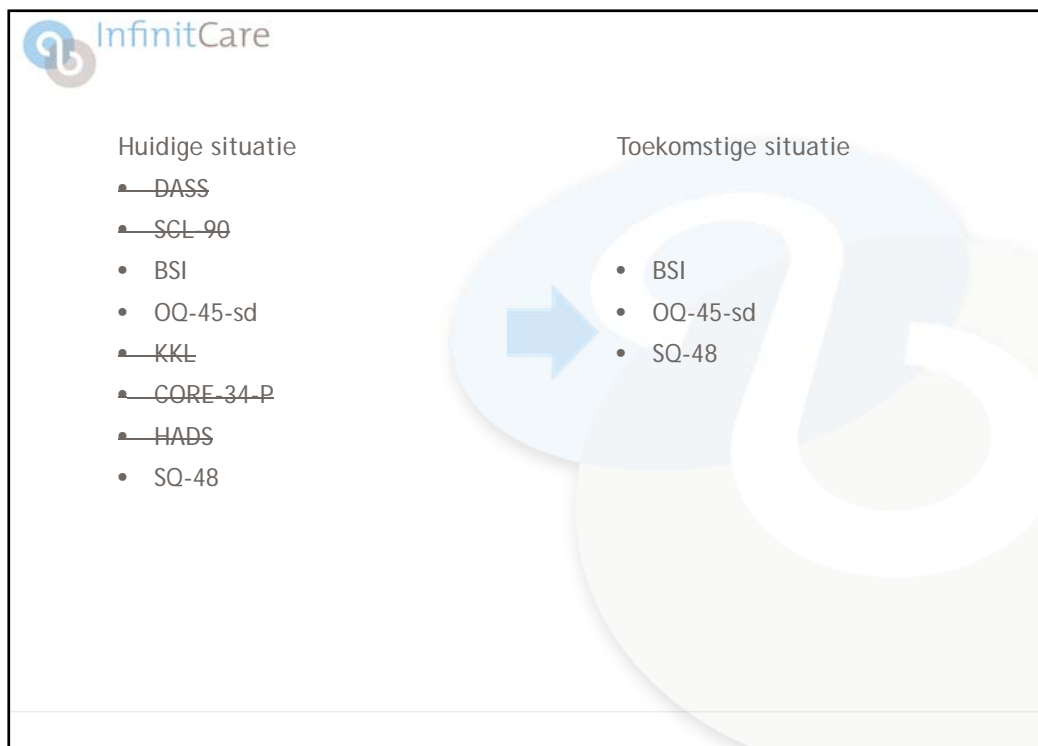 InfinitCare
Huidige situatie
• DASS
• SCL-90
• BSI
• OQ-45-sd
• KKL
• CORE-34-P
• HADS
• SQ-48
Toekomstige situatie
• BSI
• OQ-45-sd
• SQ-48